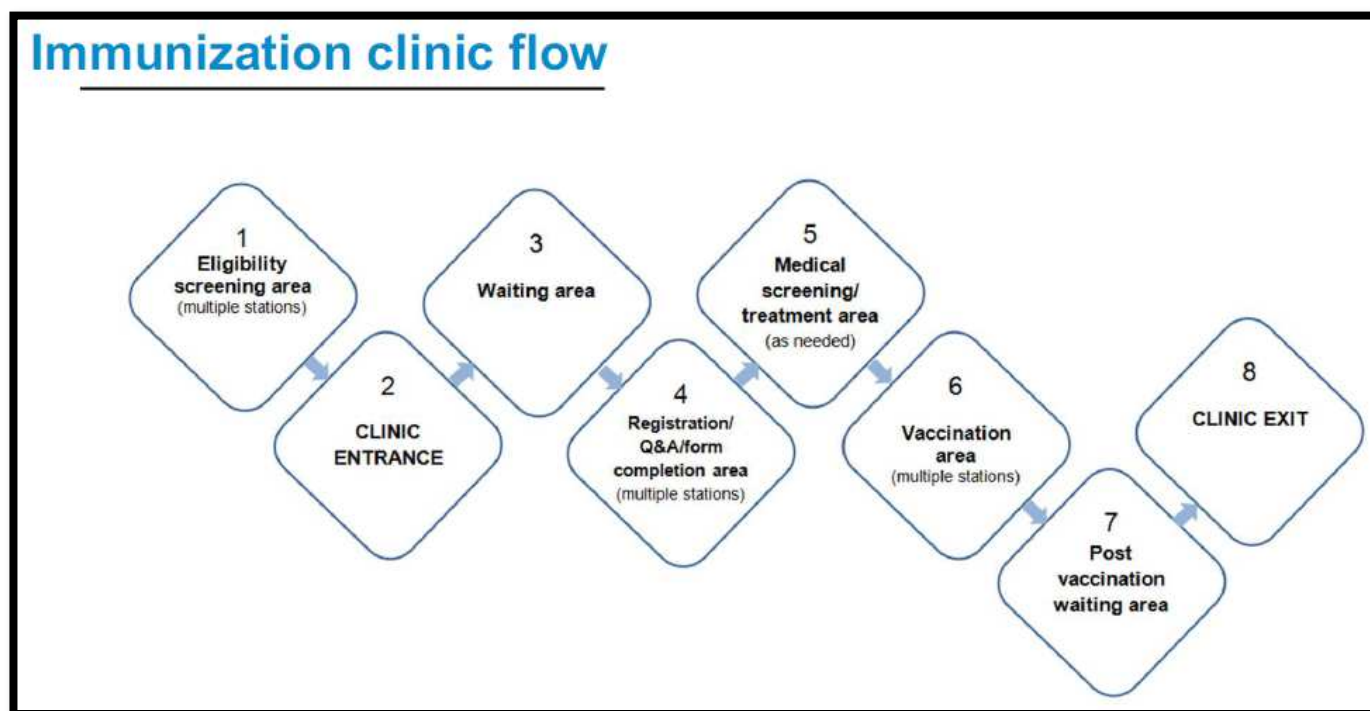 Immunization clinic flow
1
Eligibility
screening area
(multiple stations)
2
CLINIC
ENTRANCE
3
Waiting area
4
Registration/
Q&A/form
completion area
(multiple stations)
5
Medical
screening/
treatment area
(as needed)
6
Vaccination
area
(multiple stations)
7
Post
vaccination
waiting area
8
CLINIC EXIT